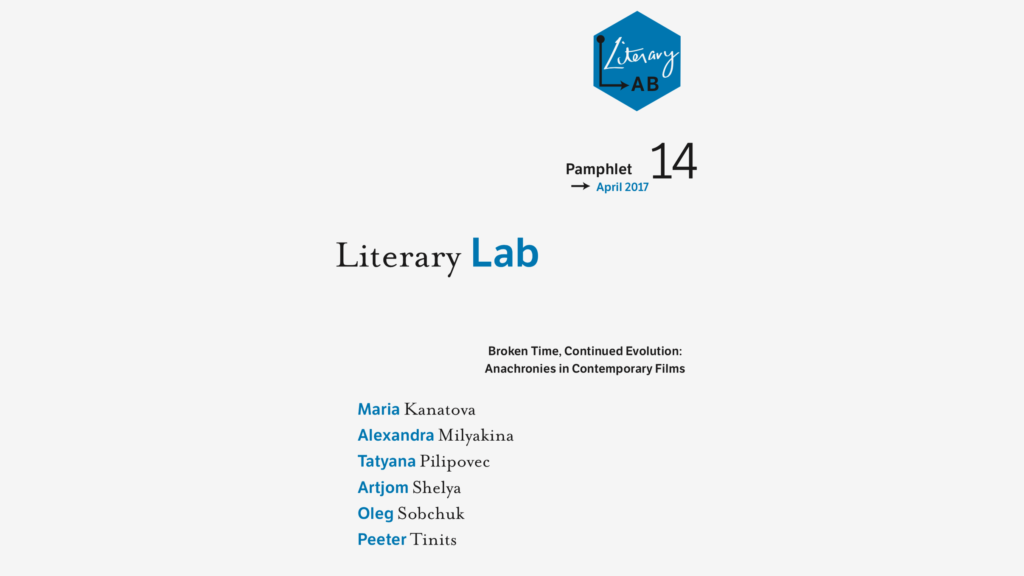 Literary
AB
Pamphlet 14
April 2017
Literary Lab
Broken Time, Continued Evolution:
Anachronies in Contemporary Films
Maria Kanatova
Alexandra Milyakina
Tatyana Pilipovec
Artjom Shelya
Oleg Sobchuk
Peeter Tinits